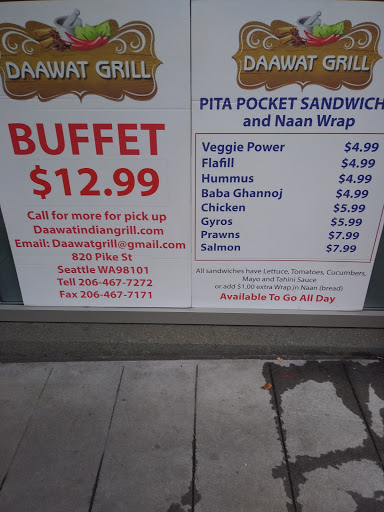 DAAWAT GRILL
BUFFET
$12.99
Call for more for pick up
Daawatindiangrill.com
Email: Daawatgrill@gmail.com
820 Pike St
Seattle WA98101
Tell 206-467-7272
Fax 206-467-7171
DAAWAT GRILL
PITA POCKET SANDWICH
and Naan Wrap
Veggie Power $4.99
Flafill $4.99
Hummus $4.99
Baba Ghannoj $4.99
Chicken $5.99
Gyros $5.99
Prawns $7.99
Salmon $7.99
All sandwiches have Lettuce, Tomatoes, Cucumbers,
Mayo and Tahini Sauce
or add $1.00 extra Wrap in Naan (bread)
Available To Go All Day